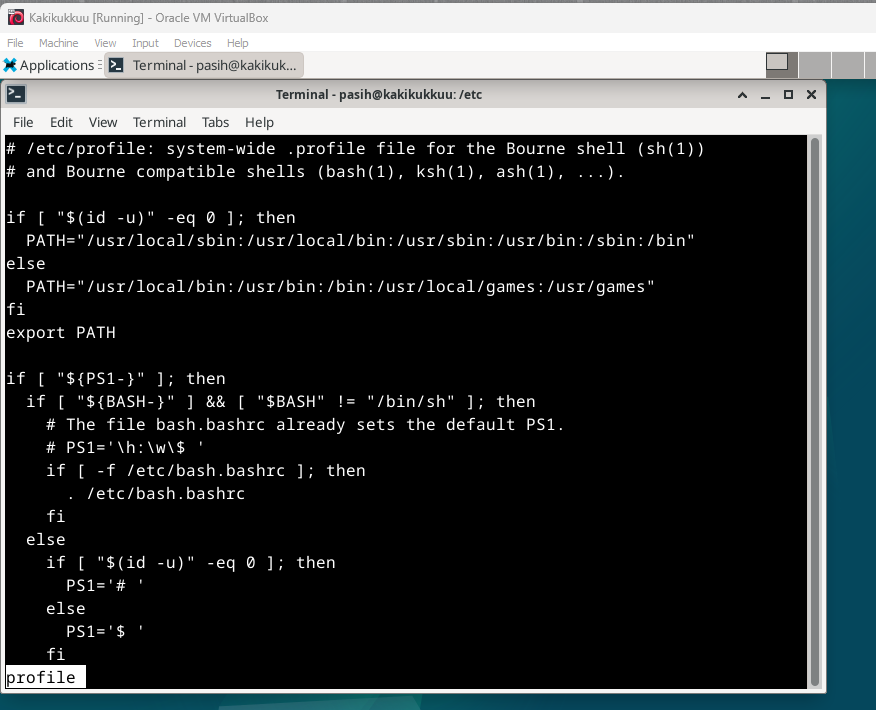 Kakikukkuu [Running] - Oracle VM VirtualBox
File Machine View Input Devices Help
Applications Terminal - pasih@kakikuk...
Terminal - pasih@kakikukkuu: /etc
File Edit View Terminal Tabs Help
# /etc/profile: system-wide .profile file for the Bourne shell (sh(1))
# and Bourne compatible shells (bash(1), ksh(1), ash(1), ...).

if [ "$(id -u)" -eq 0 ]; then
  PATH="/usr/local/sbin:/usr/local/bin:/usr/sbin:/usr/bin:/sbin:/bin"
else
  PATH="/usr/local/bin:/usr/bin:/bin:/usr/local/games:/usr/games"
fi
export PATH

if [ "${PS1-}" ]; then
  if [ "${BASH-}" ] && [ "$BASH" != "/bin/sh" ]; then
    # The file bash.bashrc already sets the default PS1.
    # PS1='\h:\w\$ '
    if [ -f /etc/bash.bashrc ]; then
      . /etc/bash.bashrc
    fi
  else
    if [ "$(id -u)" -eq 0 ]; then
      PS1='# '
    else
      PS1='$ '
    fi
profile